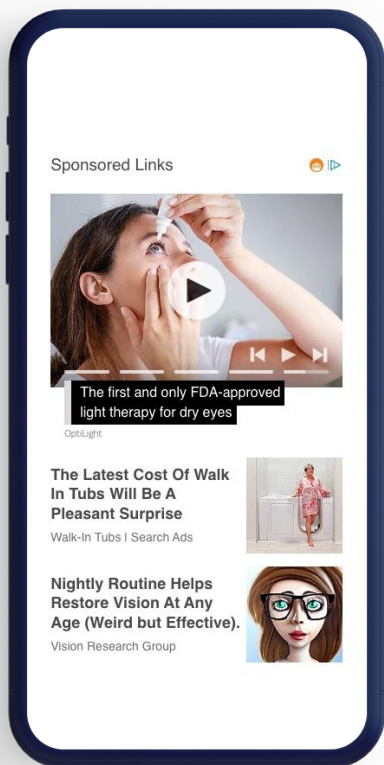 Sponsored Links
The first and only FDA-approved
light therapy for dry eyes
OptiLight
The Latest Cost Of Walk
In Tubs Will Be A
Pleasant Surprise
Walk-In Tubs | Search Ads
Nightly Routine Helps
Restore Vision At Any
Age (Weird but Effective).
Vision Research Group